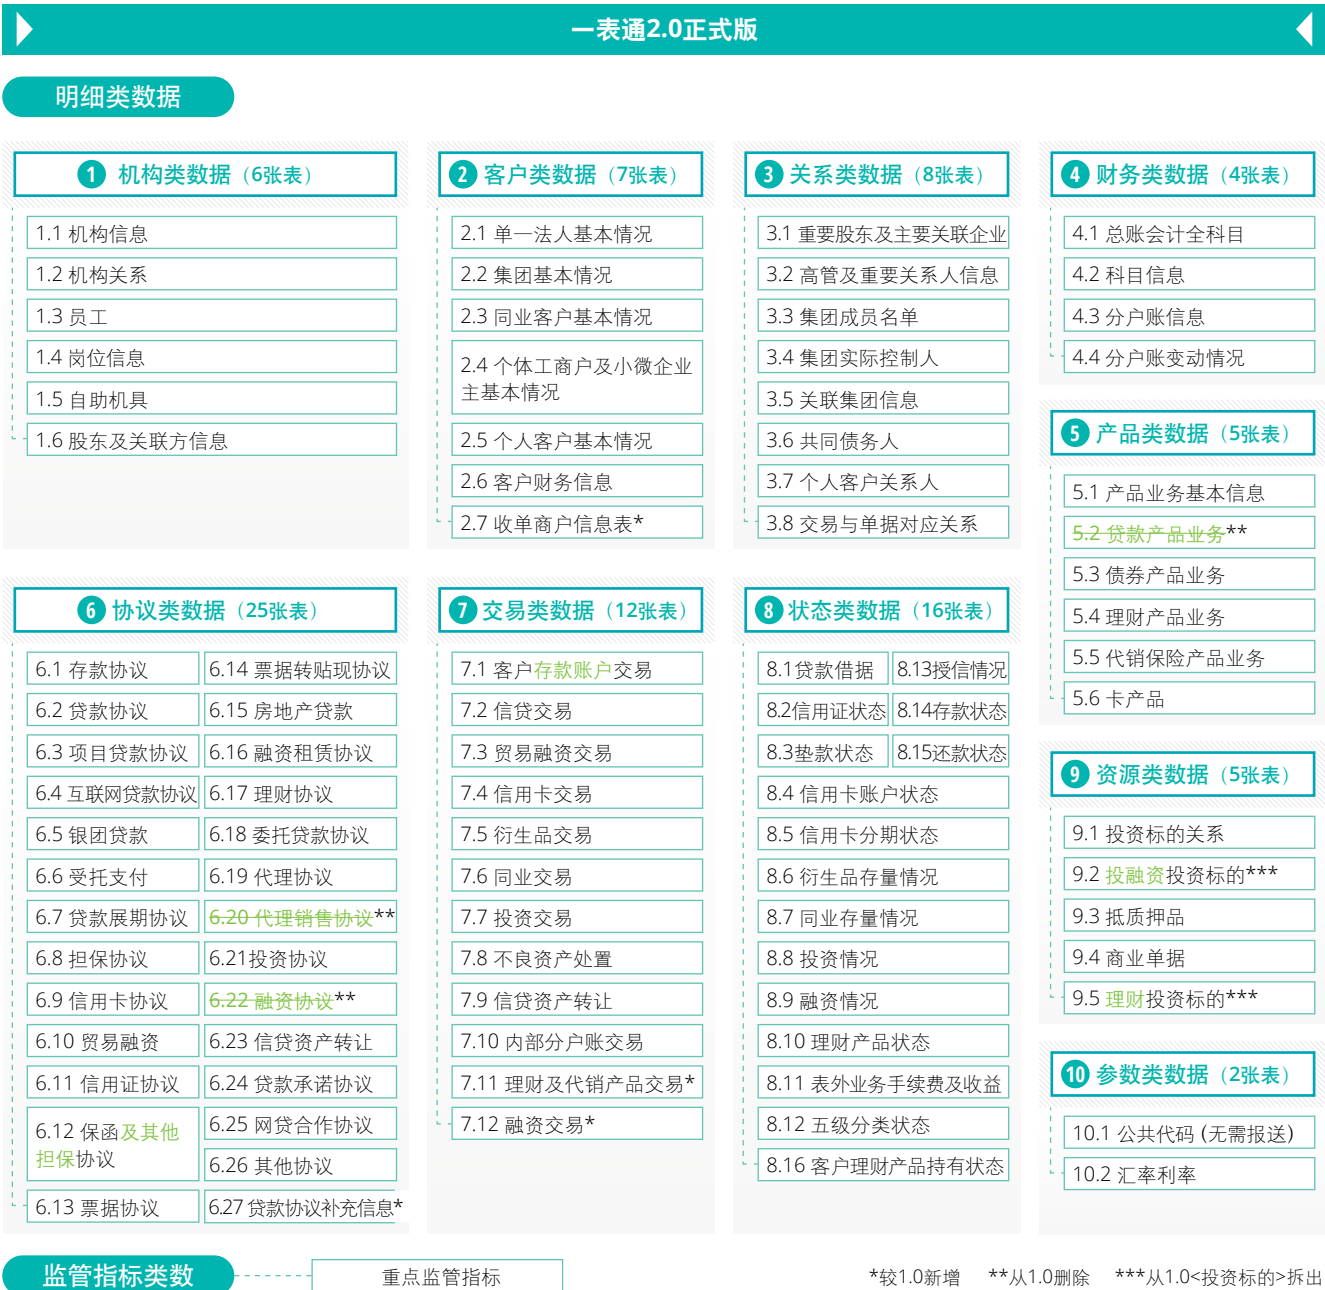 一表通2.0正式版
明细类数据
1 机构类数据（6张表）
1.1 机构信息
1.2 机构关系
1.3 员工
1.4 岗位信息
1.5 自助机具
1.6 股东及关联方信息
2 客户类数据（7张表）
2.1 单一法人基本情况
2.2 集团基本情况
2.3 同业客户基本情况
2.4 个体工商户及小微企业
主基本情况
2.5 个人客户基本情况
2.6 客户财务信息
2.7 收单商户信息表*
3 关系类数据（8张表）
3.1 重要股东及主要关联企业
3.2 高管及重要关系人信息
3.3 集团成员名单
3.4 集团实际控制人
3.5 关联集团信息
3.6 共同债务人
3.7 个人客户关系人
3.8 交易与单据对应关系
4 财务类数据（4张表）
4.1 总账会计全科目
4.2 科目信息
4.3 分户账信息
4.4 分户账变动情况
5 产品类数据（5张表）
5.1 产品业务基本信息
5.2 贷款产品业务**
5.3 债券产品业务
5.4 理财产品业务
5.5 代销保险产品业务
5.6 卡产品
6 协议类数据（25张表）
6.1 存款协议
6.2 贷款协议
6.3 项目贷款协议
6.4 互联网贷款协议
6.5 银团贷款
6.6 受托支付
6.7 贷款展期协议
6.8 担保协议
6.9 信用卡协议
6.10 贸易融资
6.11 信用证协议
6.12 保函及其他
担保协议
6.13 票据协议
6.14 票据转贴现协议
6.15 房地产贷款
6.16 融资租赁协议
6.17 理财协议
6.18 委托贷款协议
6.19 代理协议
6.20 代理销售协议**
6.21投资协议
6.22 融资协议**
6.23 信贷资产转让
6.24 贷款承诺协议
6.25 网贷合作协议
6.26 其他协议
6.27 贷款协议补充信息*
7 交易类数据（12张表）
7.1 客户存款账户交易
7.2 信贷交易
7.3 贸易融资交易
7.4 信用卡交易
7.5 衍生品交易
7.6 同业交易
7.7 投资交易
7.8 不良资产处置
7.9 信贷资产转让
7.10 内部分户账交易
7.11 理财及代销产品交易*
7.12 融资交易*
8 状态类数据（16张表）
8.1贷款借据
8.13授信情况
8.2信用证状态
8.14存款状态
8.3垫款状态
8.15还款状态
8.4 信用卡账户状态
8.5 信用卡分期状态
8.6 衍生品存量情况
8.7 同业存量情况
8.8 投资情况
8.9 融资情况
8.10 理财产品状态
8.11 表外业务手续费及收益
8.12 五级分类状态
8.16 客户理财产品持有状态
9 资源类数据（5张表）
9.1 投资标的关系
9.2 投融资投资标的***
9.3 抵质押品
9.4 商业单据
9.5 理财投资标的***
10 参数类数据（2张表）
10.1 公共代码 (无需报送)
10.2 汇率利率
监管指标类数
重点监管指标
*较1.0新增 **从1.0删除 ***从1.0<投资标的>拆出